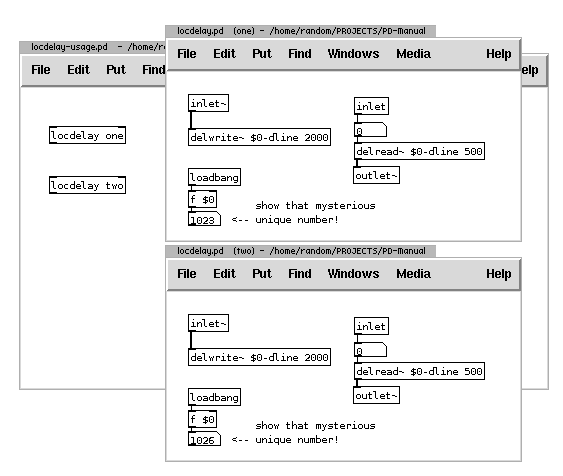 locdelay-usage.pd - /home/r
File Edit Put Find
elp
locdelay one
locdelay two
locdelay.pd (one) - /home/random/PROJECTS/PD-Manual
File Edit Put Find Windows Media Help
inlet~
delwrite~ $0-dline 2000
loadbang
f $0
1023
<-- show that mysterious
unique number!
inlet
0
delread~ $0-dline 500
outlet~
locdelay.pd (two) - /home/random/PROJECTS/PD-Manual
File Edit Put Find Windows Media Help
inlet~
delwrite~ $0-dline 2000
loadbang
f $0
1026
show that mysterious
<-- unique number!
inlet
0
delread~ $0-dline 500
outlet~